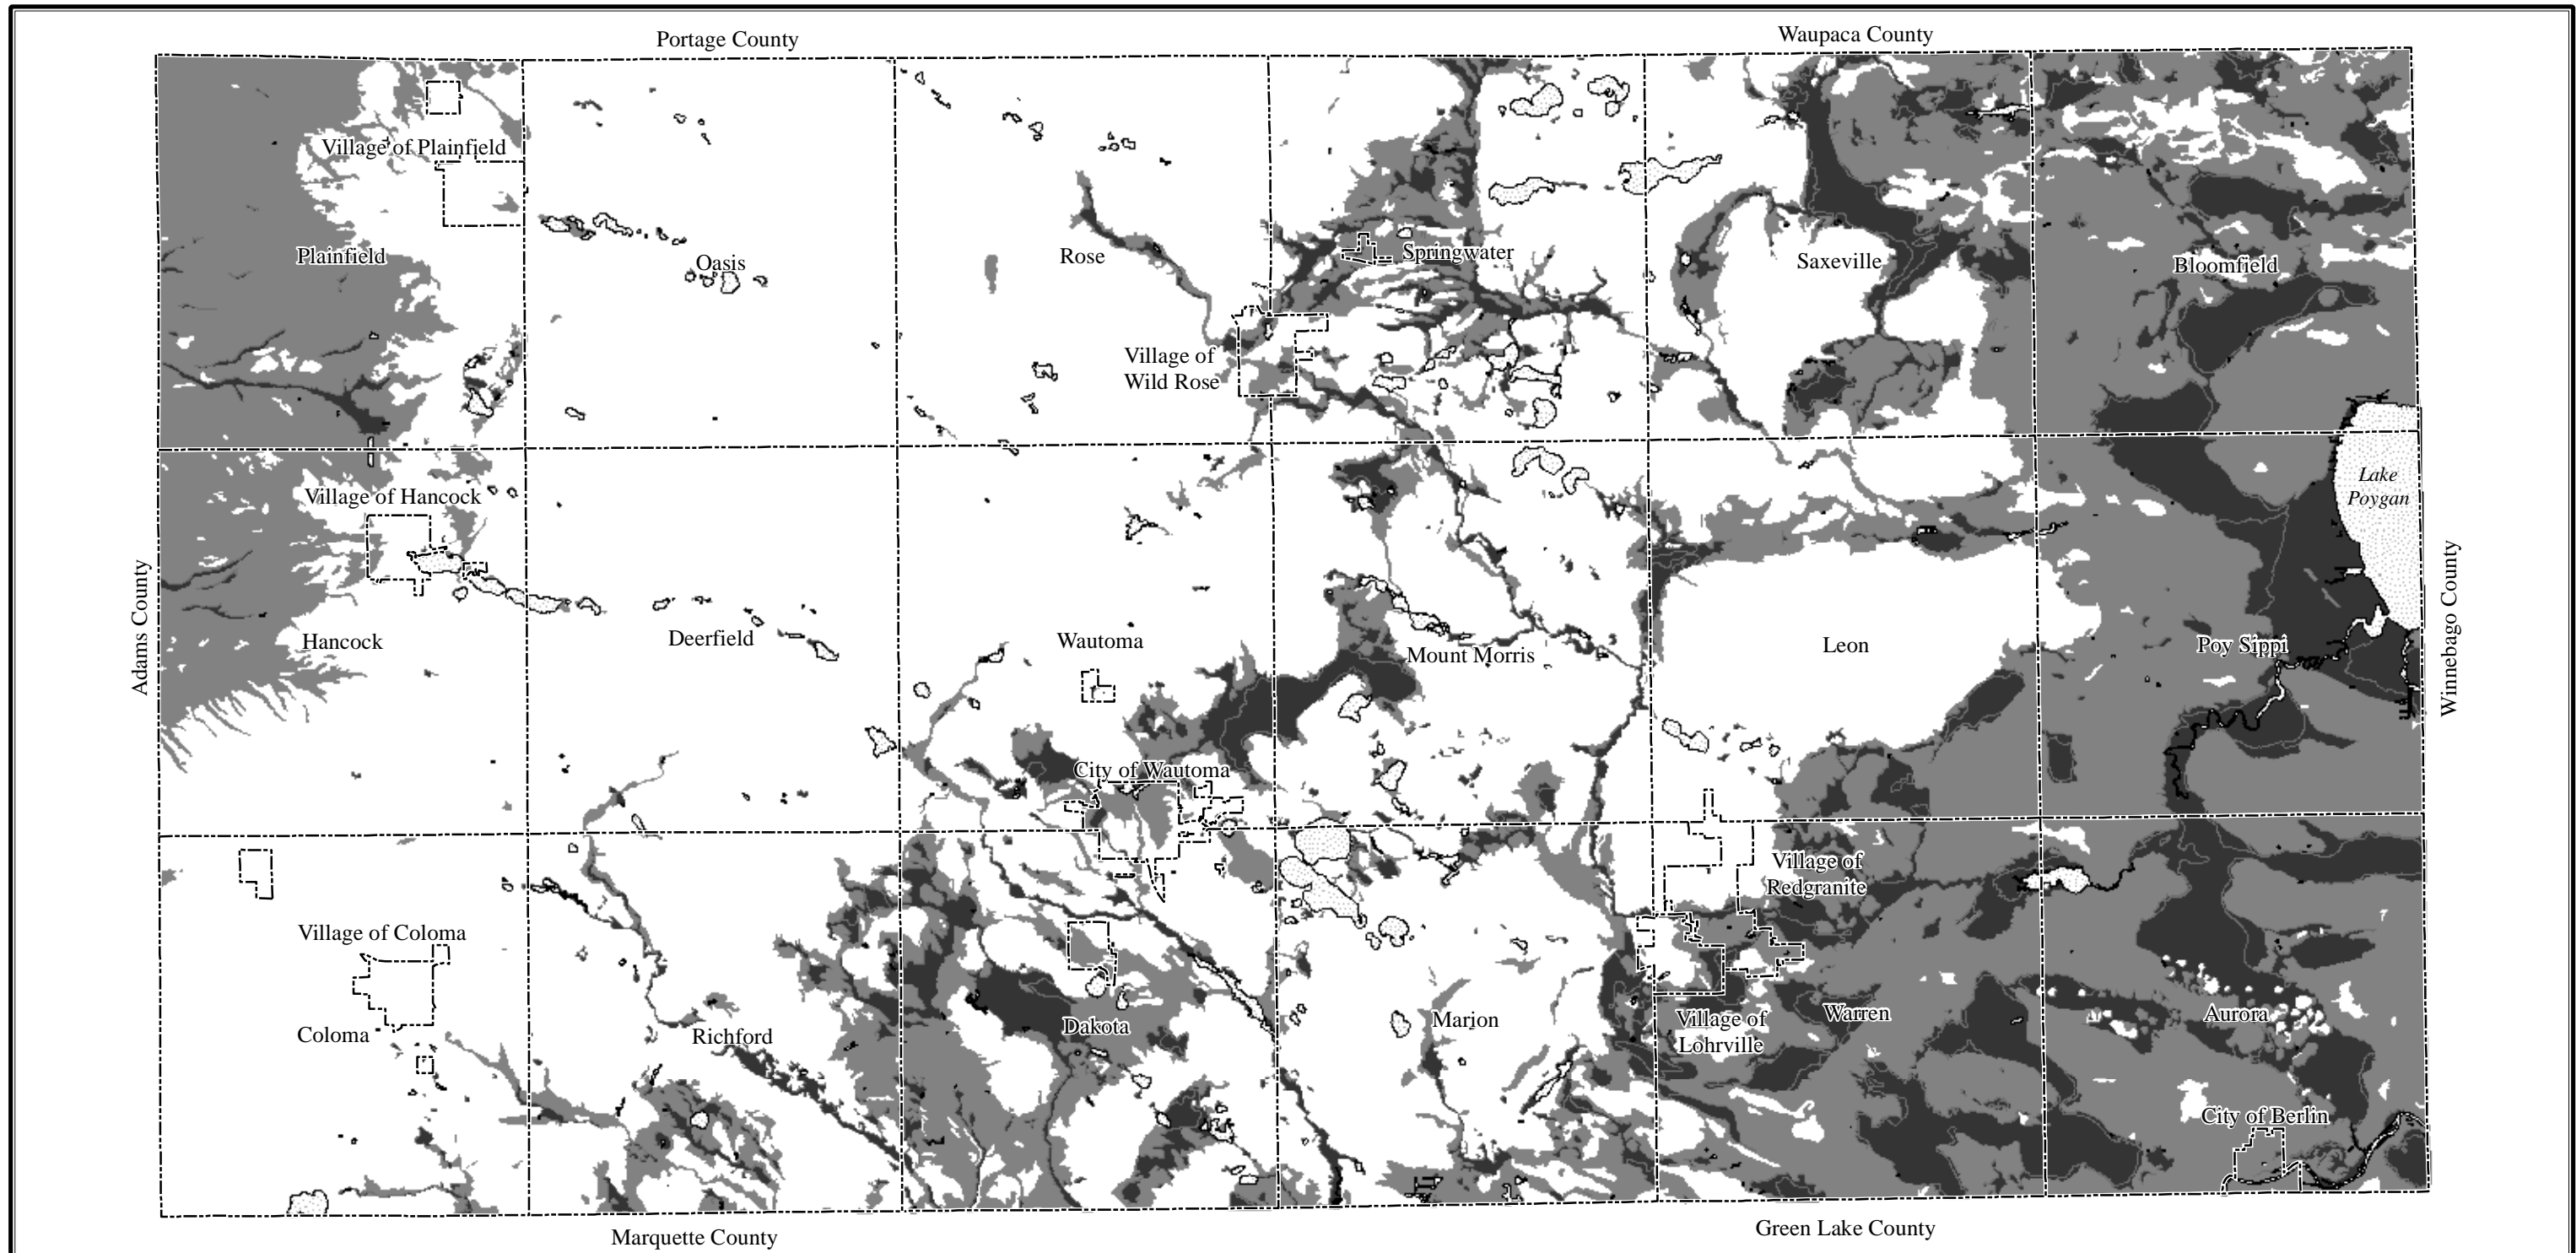 Portage County
Waupaca County
Village of Plainfield
Plainfield
Oasis
Rose
Springwater
Saxeville
Bloomfield
Village of
Wild Rose
Lake
Poygan
Village of Hancock
Adams County
Winnebago County
Hancock
Deerfield
Wautoma
Mount Morris
Leon
Poy Sippi
City of Wautoma
Village of
Redgranite
Village of Coloma
Coloma
Richford
Dakota
Marion
Village of
Lohrville
Warren
Aurora
City of Berlin
Marquette County
Green Lake County